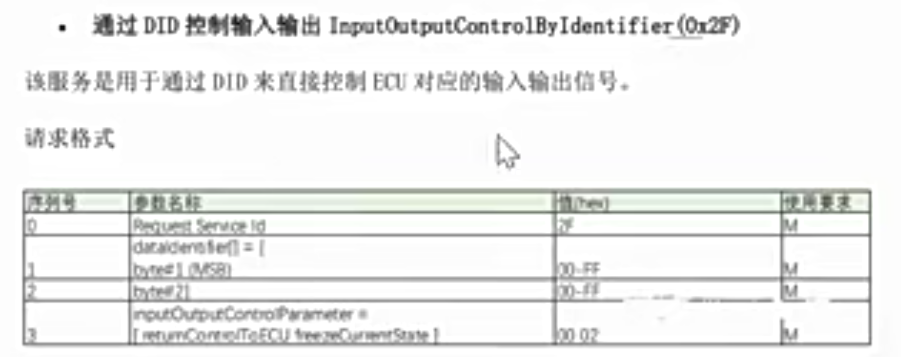 • 通过 DID 控制输入输出 InputOutputControlByIdentifier(0x2F)
该服务是用于通过 DID 来直接控制 ECU 对应的输入输出信号。
请求格式
序列号 参数名称 值(hex) 使用要求
0 Request Service Id 2F M
dataIdentifier[] = [
1 byte#1 (MSB) 00-FF M
2 byte#2] 00-FF M
inputOutputControlParameter =
3 [ returnControlToECU freezeCurrentState ] 00 02 M